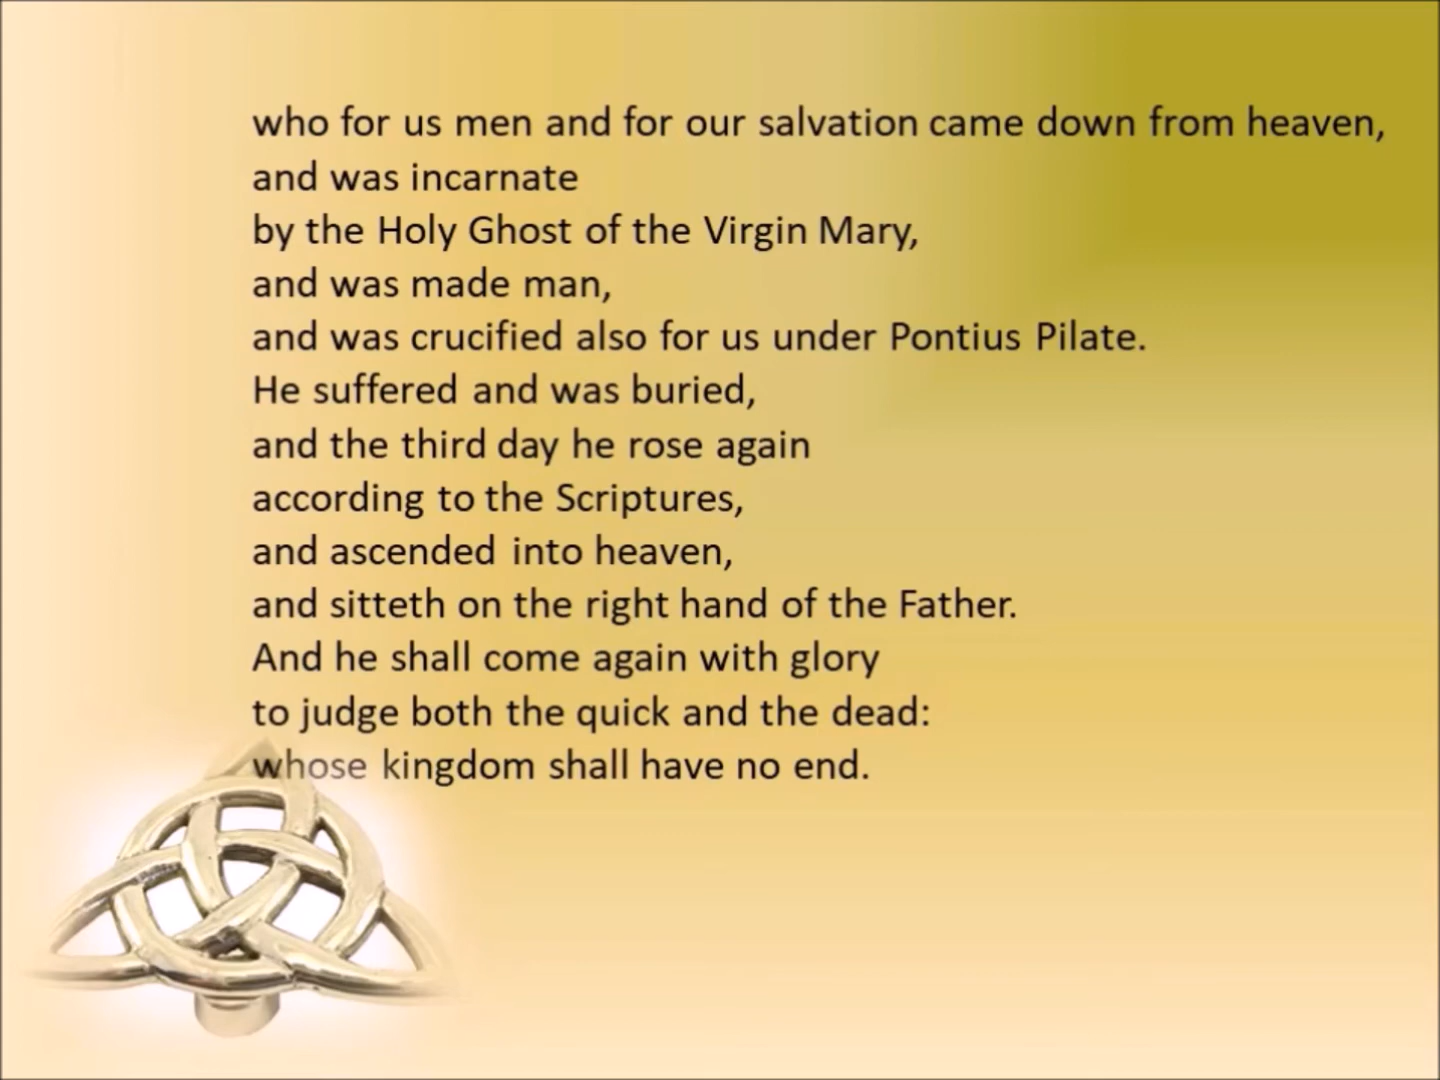 who for us men and for our salvation came down from heaven,
and was incarnate
by the Holy Ghost of the Virgin Mary,
and was made man,
and was crucified also for us under Pontius Pilate.
He suffered and was buried,
and the third day he rose again
according to the Scriptures,
and ascended into heaven,
and sitteth on the right hand of the Father.
And he shall come again with glory
to judge both the quick and the dead:
whose kingdom shall have no end.